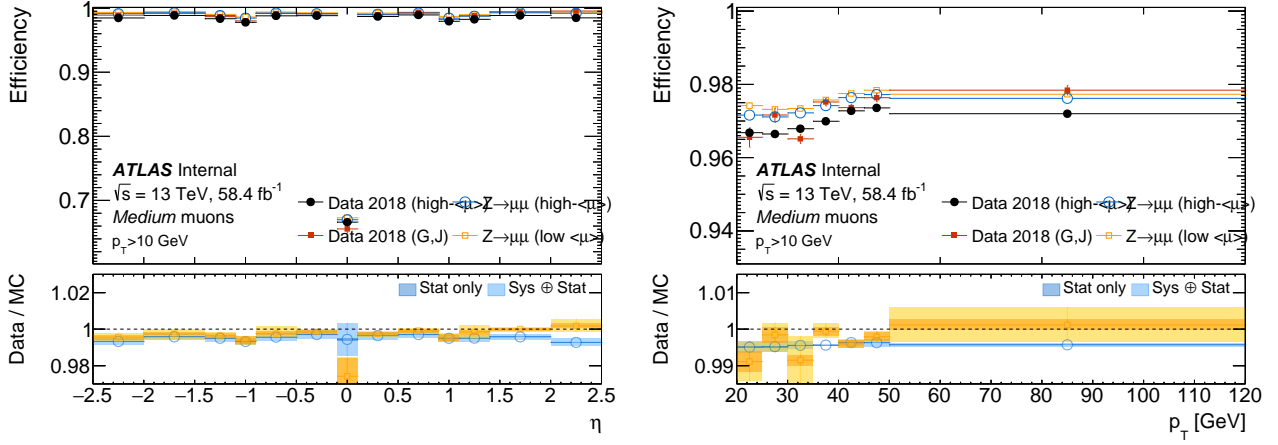 Efficiency
1
0.9
0.8
0.7
ATLAS Internal
√s = 13 TeV, 58.4 fb⁻¹
Medium muons
p_T>10 GeV
Data 2018 (high-<μ>)
Z→μμ (high-<μ>)
Data 2018 (G,J)
Z→μμ (low <μ>)
Data / MC
1.02
1
0.98
Stat only
Sys ⊕ Stat
−2.5 −2 −1.5 −1 −0.5 0 0.5 1 1.5 2 2.5
η
Efficiency
1
0.98
0.96
0.94
ATLAS Internal
√s = 13 TeV, 58.4 fb⁻¹
Medium muons
p_T>10 GeV
Data 2018 (high-<μ>)
Z→μμ (high-<μ>)
Data 2018 (G,J)
Z→μμ (low <μ>)
Data / MC
1.01
1
0.99
Stat only
Sys ⊕ Stat
20 30 40 50 60 70 80 90 100 110 120
p_T [GeV]